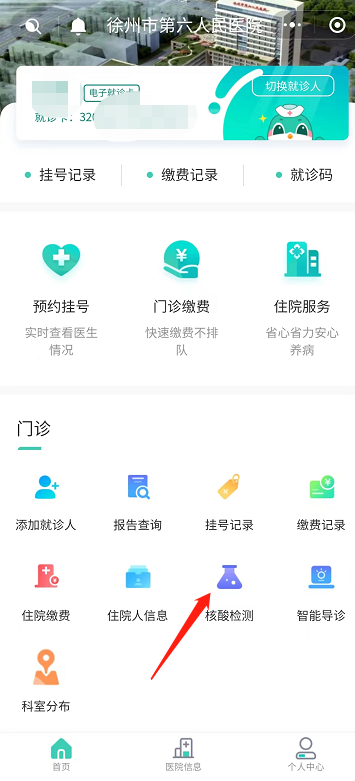 徐州市第六人民医院
电子就诊卡
切换就诊人
就诊卡: 320
挂号记录
缴费记录
就诊码
预约挂号
门诊缴费
住院服务
实时查看医生
情况
快速缴费不排
队
省心省力安心
养病
门诊
添加就诊人
报告查询
挂号记录
缴费记录
住院缴费
住院人信息
核酸检测
智能导诊
科室分布
首页
医院信息
个人中心